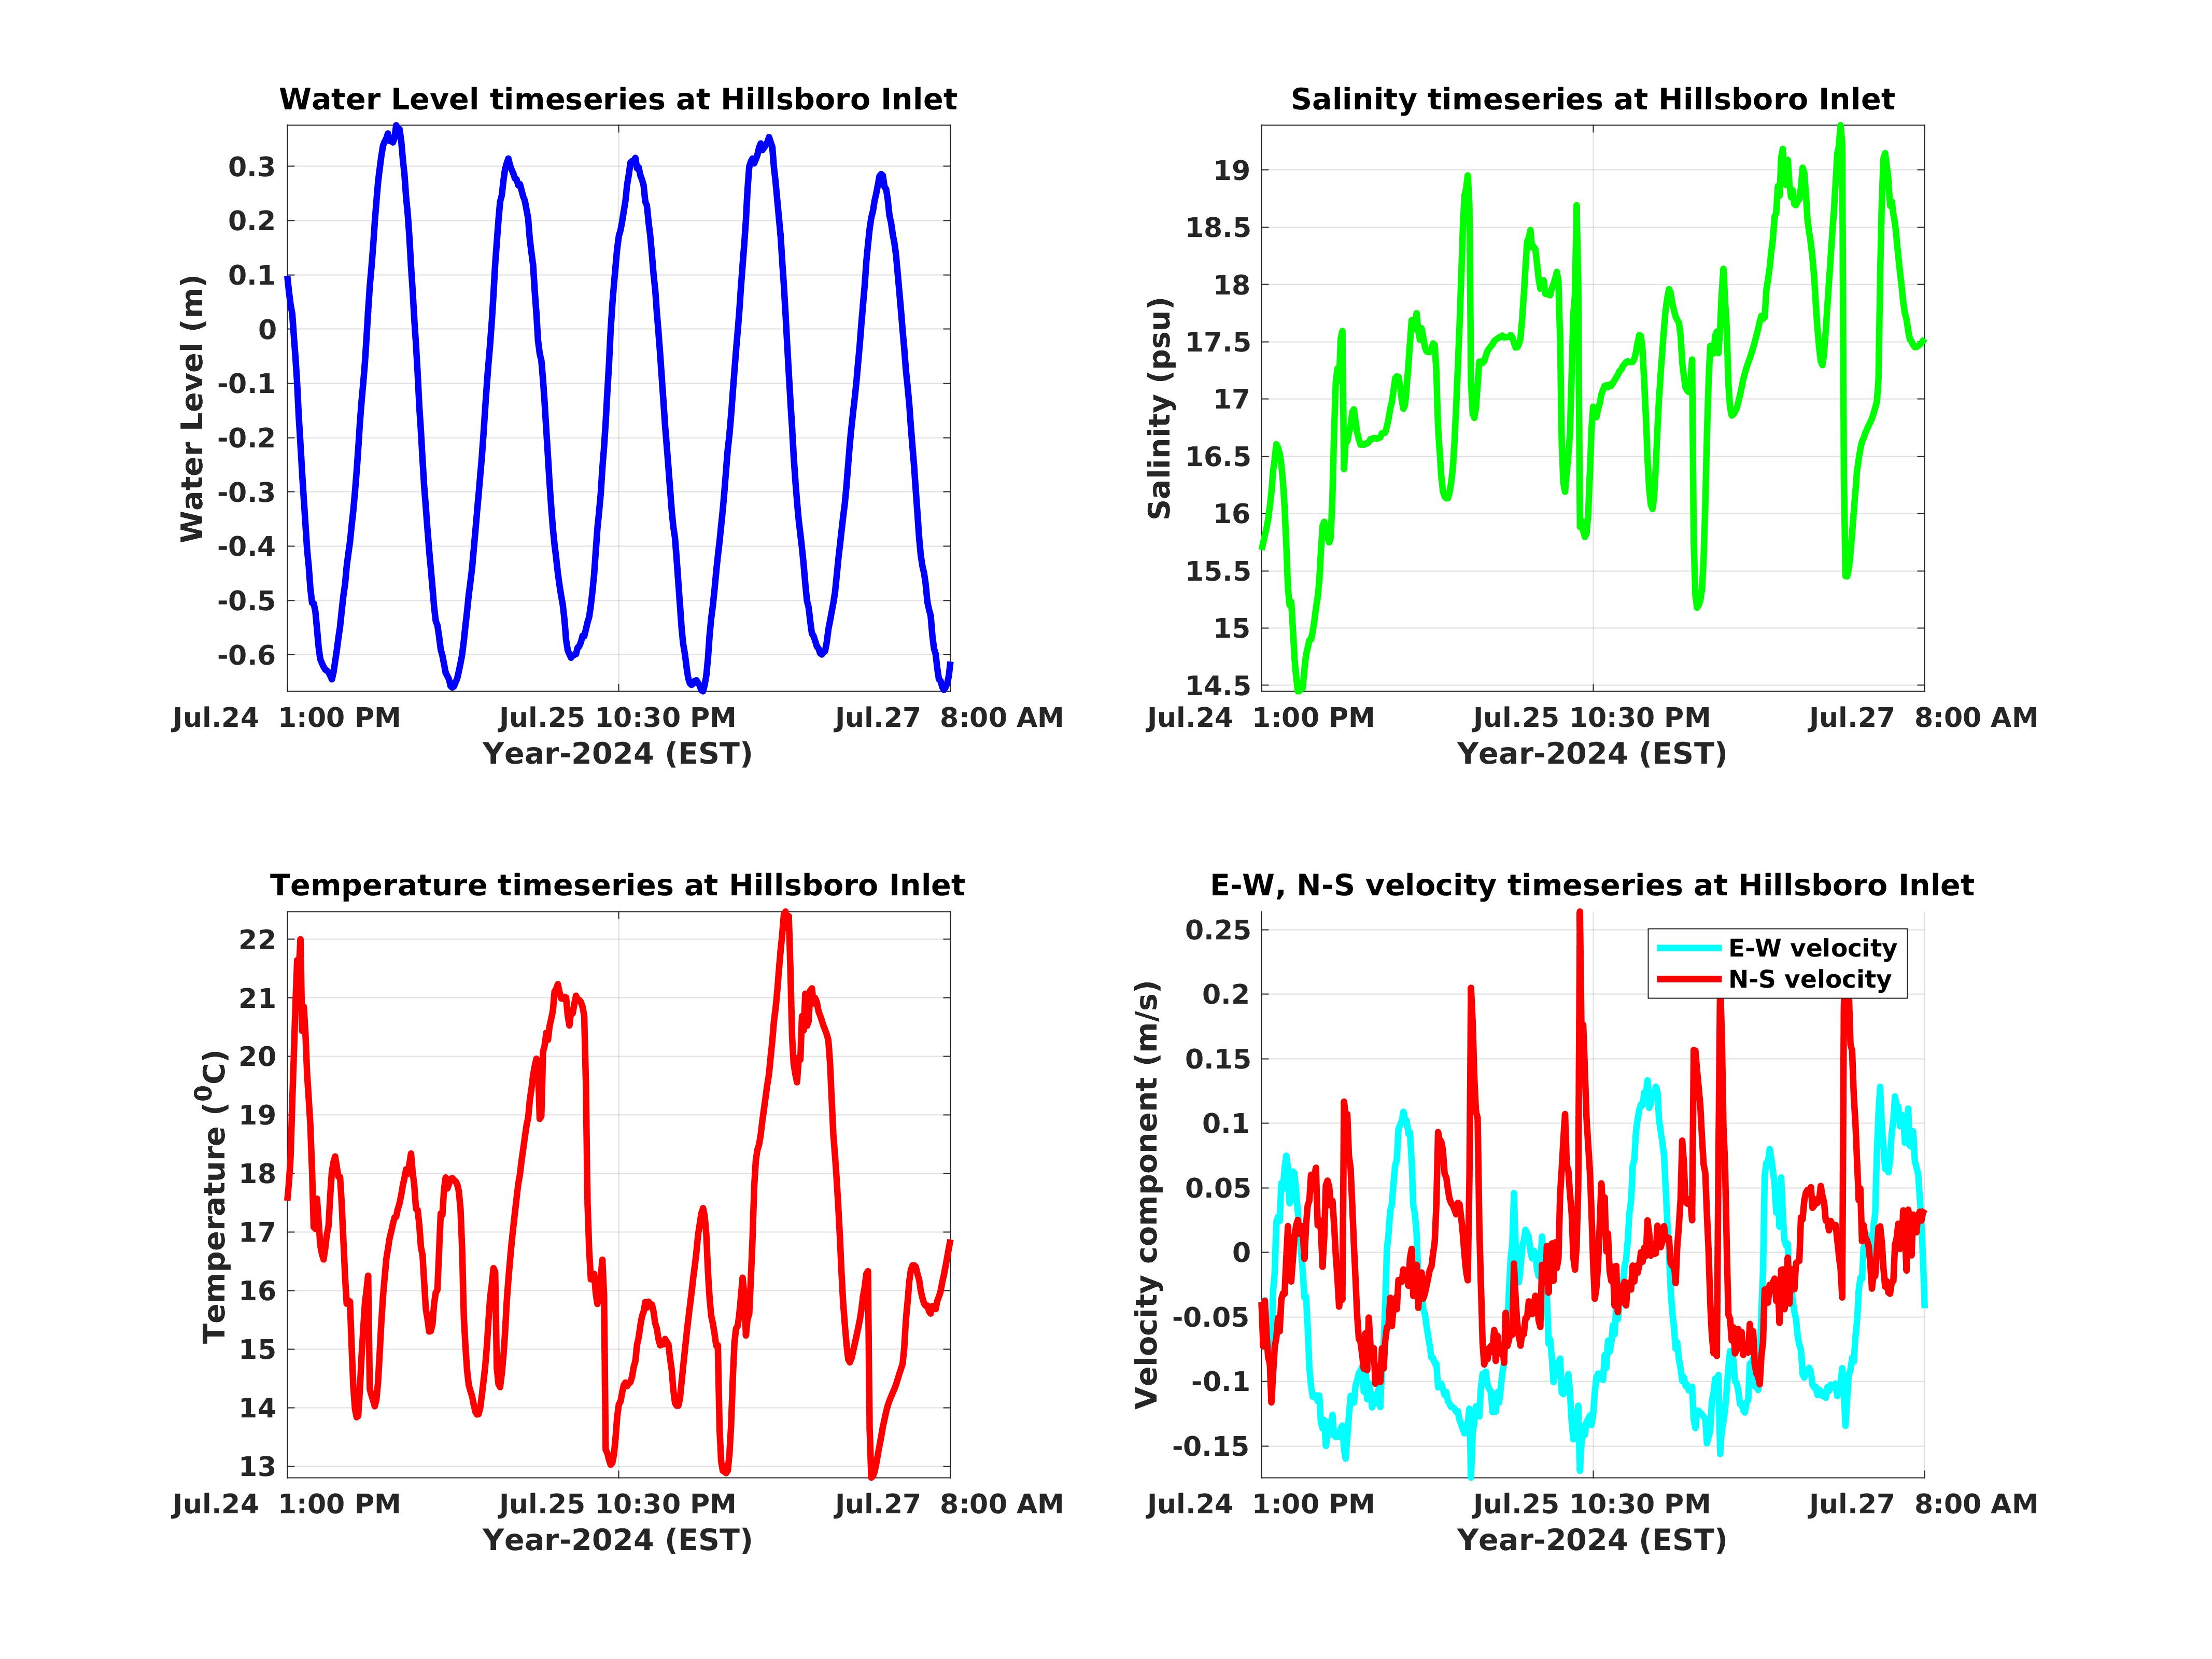 Water Level timeseries at Hillsboro Inlet
Water Level (m)
0.3
0.2
0.1
0
-0.1
-0.2
-0.3
-0.4
-0.5
-0.6
Jul.24 1:00 PM Jul.25 10:30 PM Jul.27 8:00 AM
Year-2024 (EST)
Salinity timeseries at Hillsboro Inlet
Salinity (psu)
19
18.5
18
17.5
17
16.5
16
15.5
15
14.5
Jul.24 1:00 PM Jul.25 10:30 PM Jul.27 8:00 AM
Year-2024 (EST)
Temperature timeseries at Hillsboro Inlet
Temperature (⁰C)
22
21
20
19
18
17
16
15
14
13
Jul.24 1:00 PM Jul.25 10:30 PM Jul.27 8:00 AM
Year-2024 (EST)
E-W, N-S velocity timeseries at Hillsboro Inlet
Velocity component (m/s)
0.25
0.2
0.15
0.1
0.05
0
-0.05
-0.1
-0.15
E-W velocity
N-S velocity
Jul.24 1:00 PM Jul.25 10:30 PM Jul.27 8:00 AM
Year-2024 (EST)